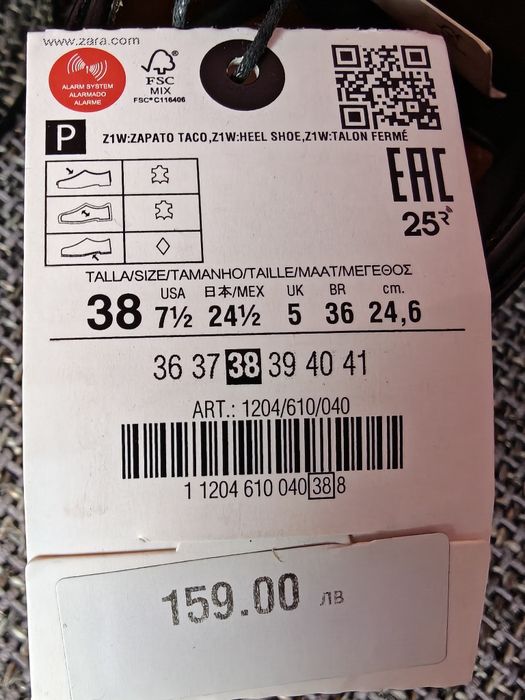 www.zara.com
ALARM SYSTEM
ALARMADO
ALARME
FSC
MIX
FSC® C116406
P
Z1W:ZAPATO TACO,Z1W:HEEL SHOE,Z1W:TALON FERMÉ
EAC
25
TALLA/SIZE/TAMANHO/TAILLE/MAAT/ΜΕΓΕΘΟΣ
USA 日本/MEX UK BR cm.
38 7½ 24½ 5 36 24,6
36 37 38 39 40 41
ART.: 1204/610/040
1 1204 610 040 38 8
159.00 лв